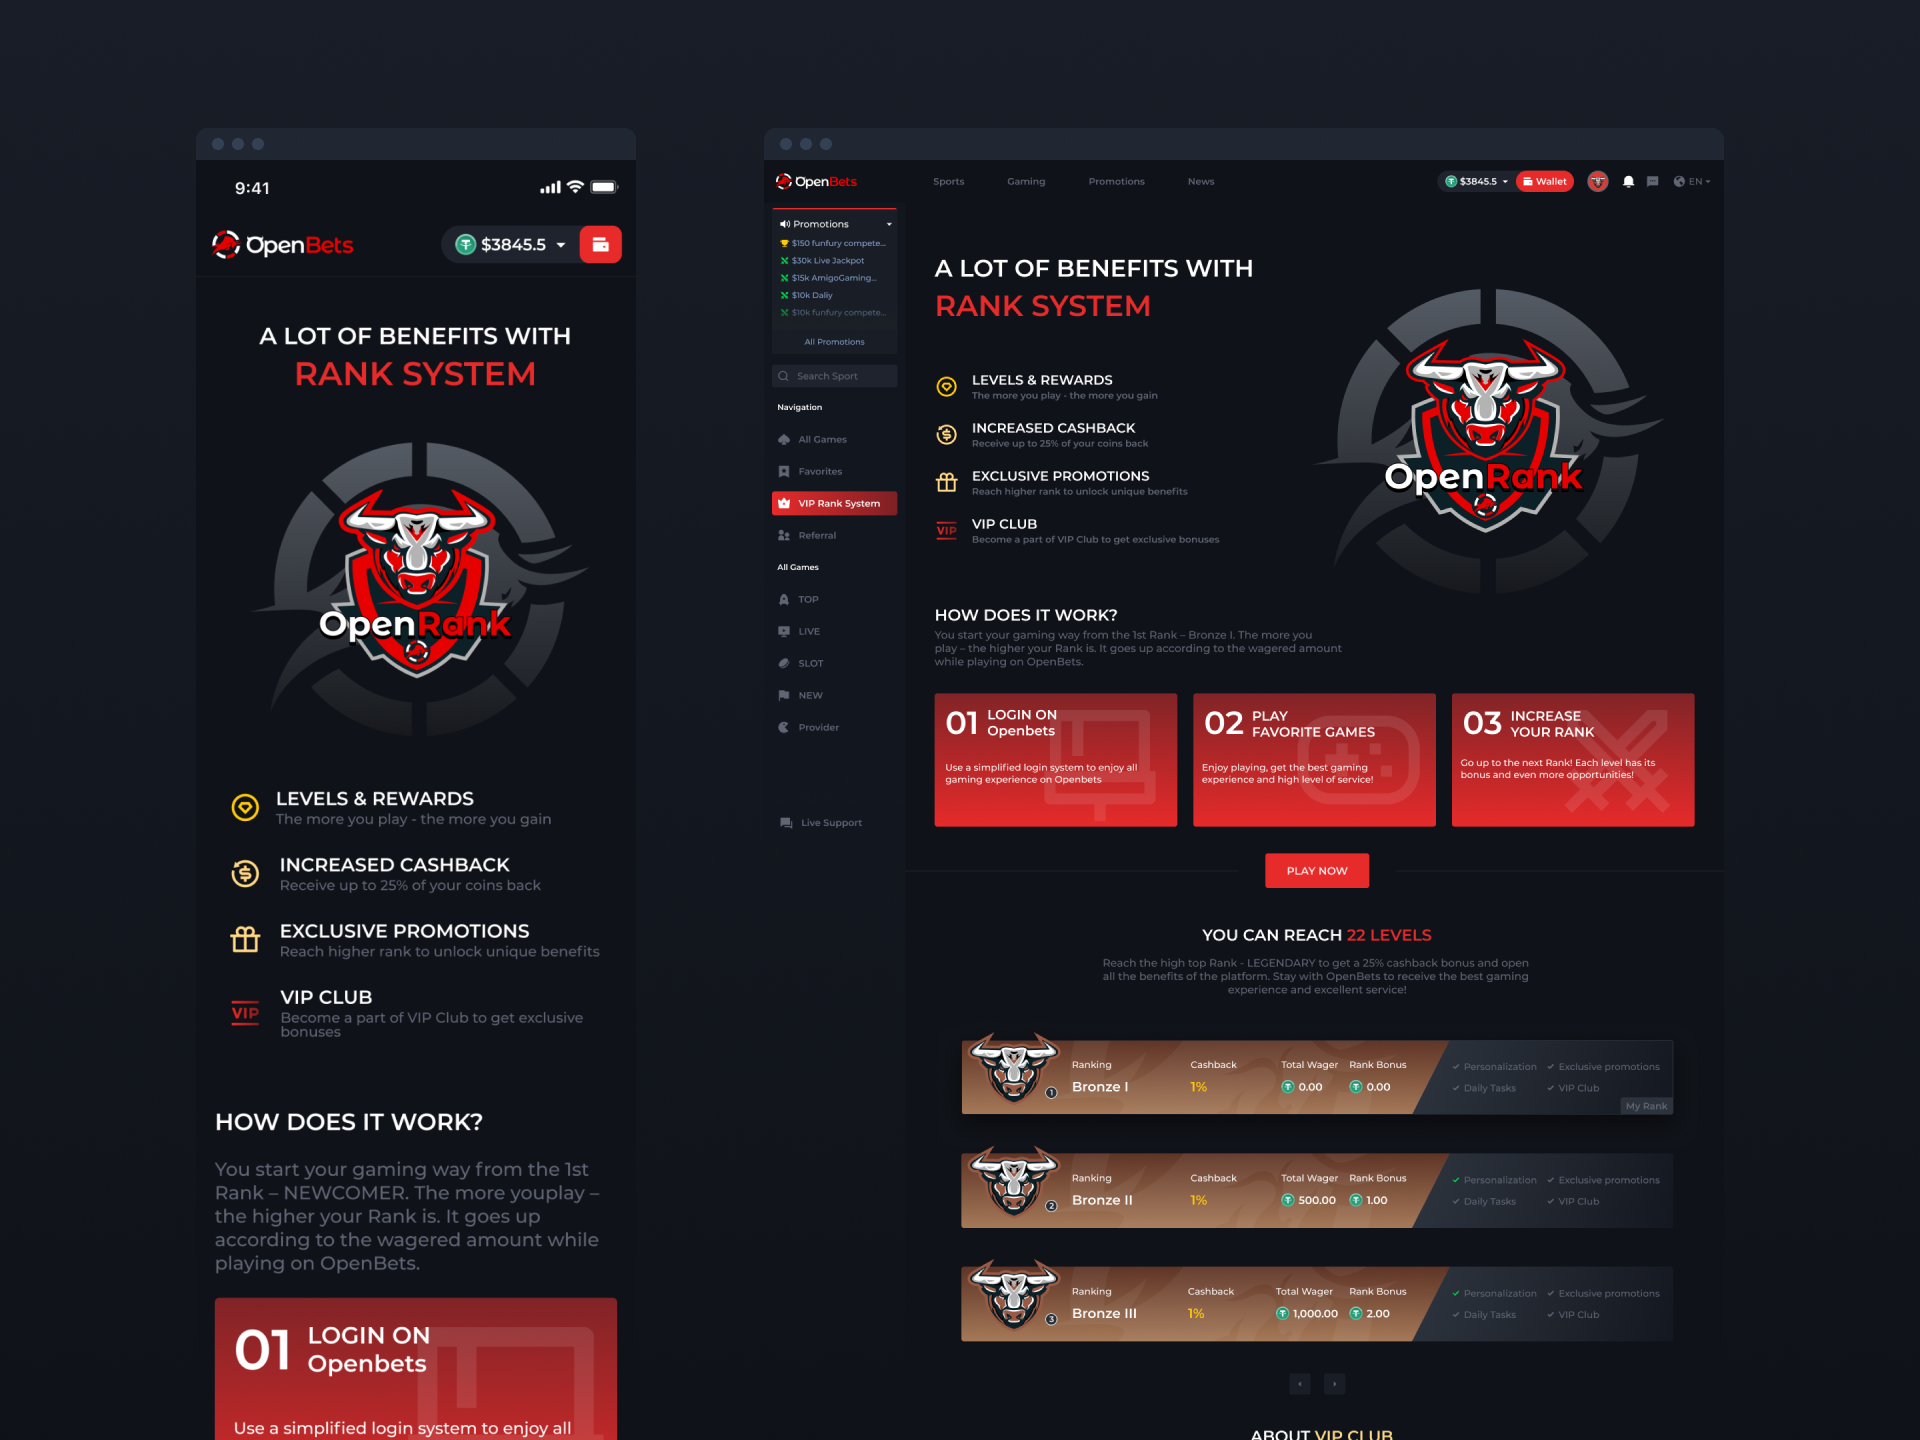 9:41
OpenBets
$3845.5
A LOT OF BENEFITS WITH
RANK SYSTEM
OpenRank
LEVELS & REWARDS
The more you play - the more you gain
INCREASED CASHBACK
Receive up to 25% of your coins back
EXCLUSIVE PROMOTIONS
Reach higher rank to unlock unique benefits
VIP
VIP CLUB
Become a part of VIP Club to get exclusive
bonuses
HOW DOES IT WORK?
You start your gaming way from the 1st
Rank – NEWCOMER. The more youplay –
the higher your Rank is. It goes up
according to the wagered amount while
playing on OpenBets.
01 LOGIN ON
Openbets
Use a simplified login system to enjoy all
OpenBets
Sports Gaming Promotions News
$3845.5 Wallet EN
Promotions
$150 funfury compete...
$30k Live Jackpot
$15k AmigoGaming...
$10k Daily
$10k funfury compete...
All Promotions
Search Sport
Navigation
All Games
Favorites
VIP Rank System
Referral
All Games
TOP
LIVE
SLOT
NEW
Provider
Live Support
A LOT OF BENEFITS WITH
RANK SYSTEM
LEVELS & REWARDS
The more you play - the more you gain
INCREASED CASHBACK
Receive up to 25% of your coins back
EXCLUSIVE PROMOTIONS
Reach higher rank to unlock unique benefits
VIP
VIP CLUB
Become a part of VIP Club to get exclusive bonuses
OpenRank
HOW DOES IT WORK?
You start your gaming way from the 1st Rank – Bronze I. The more you
play – the higher your Rank is. It goes up according to the wagered amount
while playing on OpenBets.
01 LOGIN ON
Openbets
Use a simplified login system to enjoy all
gaming experience on Openbets
02 PLAY
FAVORITE GAMES
Enjoy playing, get the best gaming
experience and high level of service!
03 INCREASE
YOUR RANK
Go up to the next Rank! Each level has its
bonus and even more opportunities!
PLAY NOW
YOU CAN REACH 22 LEVELS
Reach the high top Rank - LEGENDARY to get a 25% cashback bonus and open
all the benefits of the platform. Stay with OpenBets to receive the best gaming
experience and excellent service!
Ranking Cashback Total Wager Rank Bonus
1 Bronze I 1% 0.00 0.00
Personalization Exclusive promotions
Daily Tasks VIP Club
My Rank
Ranking Cashback Total Wager Rank Bonus
2 Bronze II 1% 500.00 1.00
Personalization Exclusive promotions
Daily Tasks VIP Club
Ranking Cashback Total Wager Rank Bonus
3 Bronze III 1% 1,000.00 2.00
Personalization Exclusive promotions
Daily Tasks VIP Club
ABOUT VIP CLUB